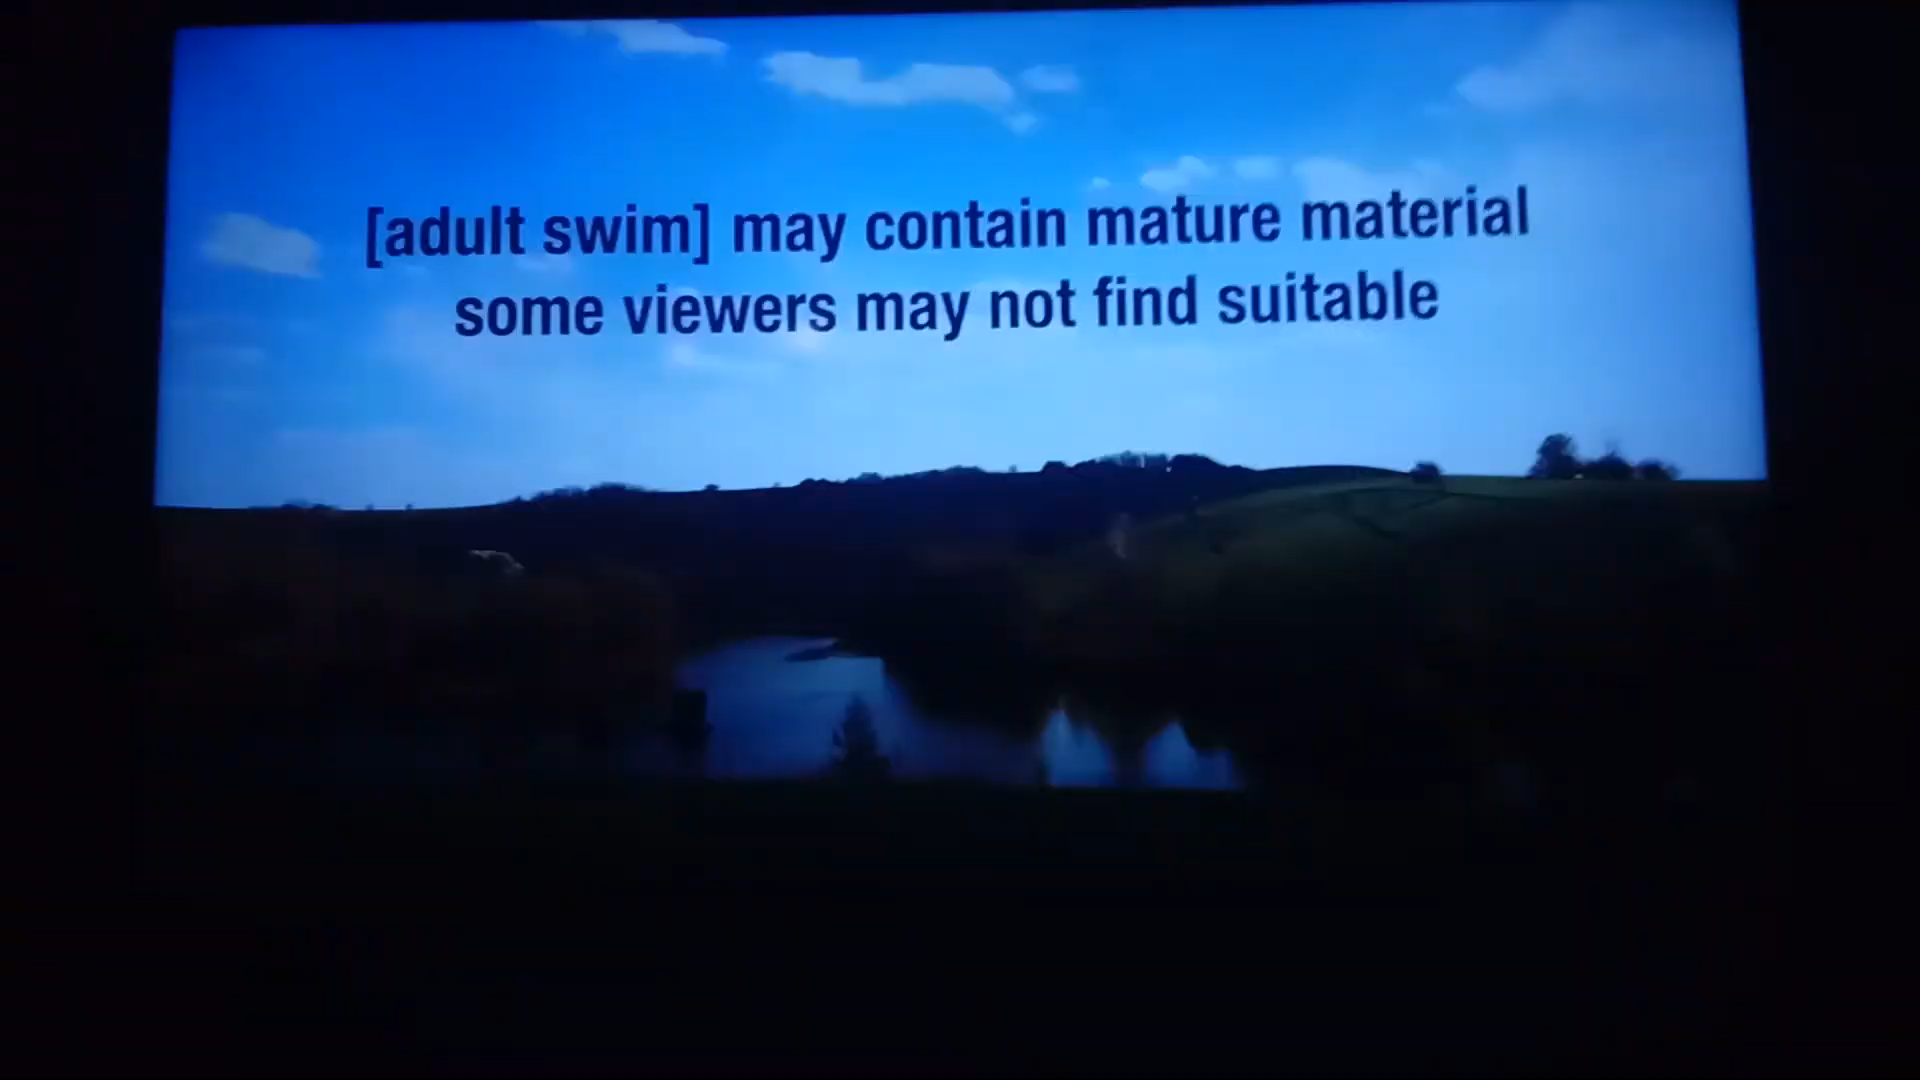 [adult swim] may contain mature material
some viewers may not find suitable